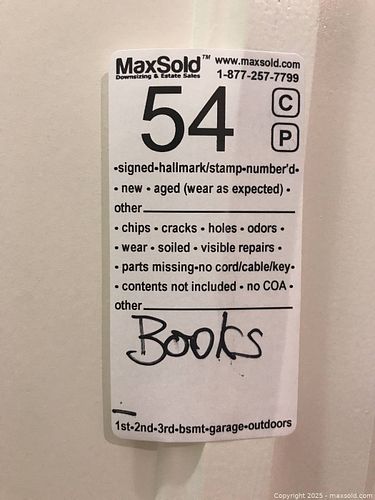 MaxSold™ www.maxsold.com
Downsizing & Estate Sales 1-877-257-7799
54 C
P
•signed•hallmark/stamp•number'd•
• new • aged (wear as expected) •
other
• chips • cracks • holes • odors •
• wear • soiled • visible repairs •
• parts missing•no cord/cable/key•
• contents not included • no COA •
other
Books
1st•2nd•3rd•bsmt•garage•outdoors
Copyright 2025 - maxsold.com